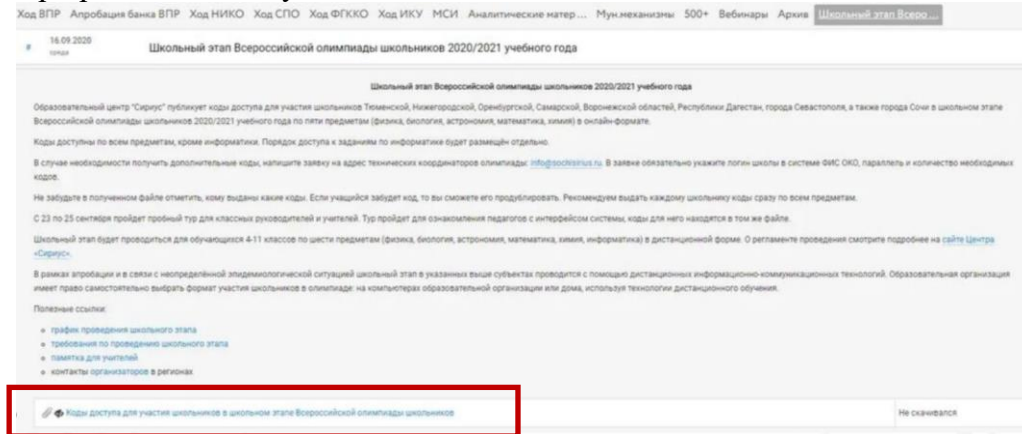 Ход ВПР Апробация банка ВПР Ход НИКО Ход СПО Ход ФГККО Ход ИКУ МСИ Аналитические матер ... Мун.механизмы 500+ Вебинары Архив Школьный этап Всеро ...
# 16.09.2020 Школьный этап Всероссийской олимпиады школьников 2020/2021 учебного года
среда
Школьный этап Всероссийской олимпиады школьников 2020/2021 учебного года
Образовательный центр "Сириус" публикует коды доступа для участия школьников Тюменской, Нижегородской, Оренбургской, Самарской, Воронежской областей, Республики Дагестан, города Севастополя, а также города Сочи в школьном этапе
Всероссийской олимпиады школьников 2020/2021 учебного года по пяти предметам (физика, биология, астрономия, математика, химия) в онлайн-формате.
Коды доступны по всем предметам, кроме информатики. Порядок доступа к заданиям по информатике будет размещён отдельно.
В случае необходимости получить дополнительные коды, напишите заявку на адрес технических координаторов олимпиады: info@sochisirius.ru. В заявке обязательно укажите логин школы в системе ФИС ОКО, параллель и количество необходимых
кодов.
Не забудьте в полученном файле отметить, кому выданы какие коды. Если учащийся забудет код, то вы сможете его продублировать. Рекомендуем выдать каждому школьнику коды сразу по всем предметам.
С 23 по 25 сентября пройдет пробный тур для классных руководителей и учителей. Тур пройдет для ознакомления педагогов с интерфейсом системы, коды для него находятся в том же файле.
Школьный этап будет проводиться для обучающихся 4-11 классов по шести предметам (физика, биология, астрономия, математика, химия, информатика) в дистанционной форме. О регламенте проведения смотрите подробнее на сайте Центра
«Сириус».
В рамках апробации и в связи с неопределённой эпидемиологической ситуацией школьный этап в указанных выше субъектах проводится с помощью дистанционных информационно-коммуникационных технологий. Образовательная организация
имеет право самостоятельно выбрать формат участия школьников в олимпиаде: на компьютерах образовательной организации или дома, используя технологии дистанционного обучения.
Полезные ссылки:
график проведения школьного этапа
требования по проведению школьного этапа
памятка для учителей
контакты организаторов в регионах
Коды доступа для участия школьников в школьном этапе Всероссийской олимпиады школьников Не скачивался